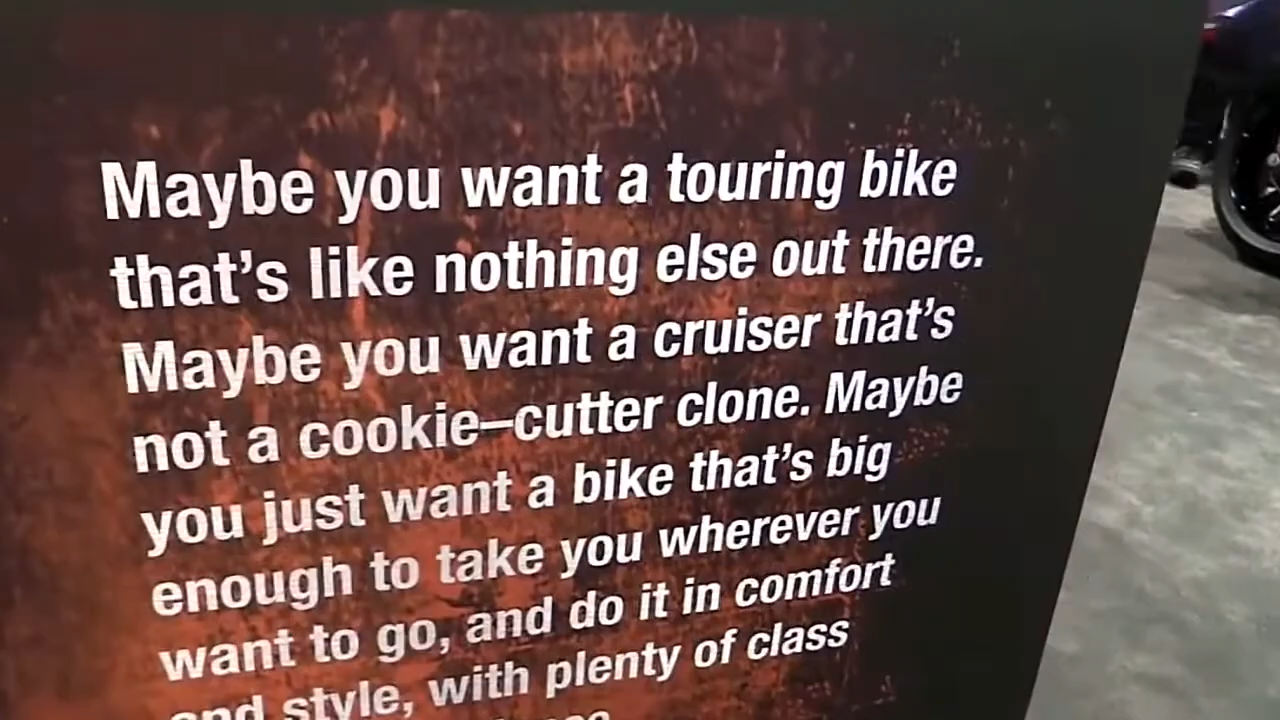 Maybe you want a touring bike
that's like nothing else out there.
Maybe you want a cruiser that's
not a cookie–cutter clone. Maybe
you just want a bike that's big
enough to take you wherever you
want to go, and do it in comfort
and style, with plenty of class